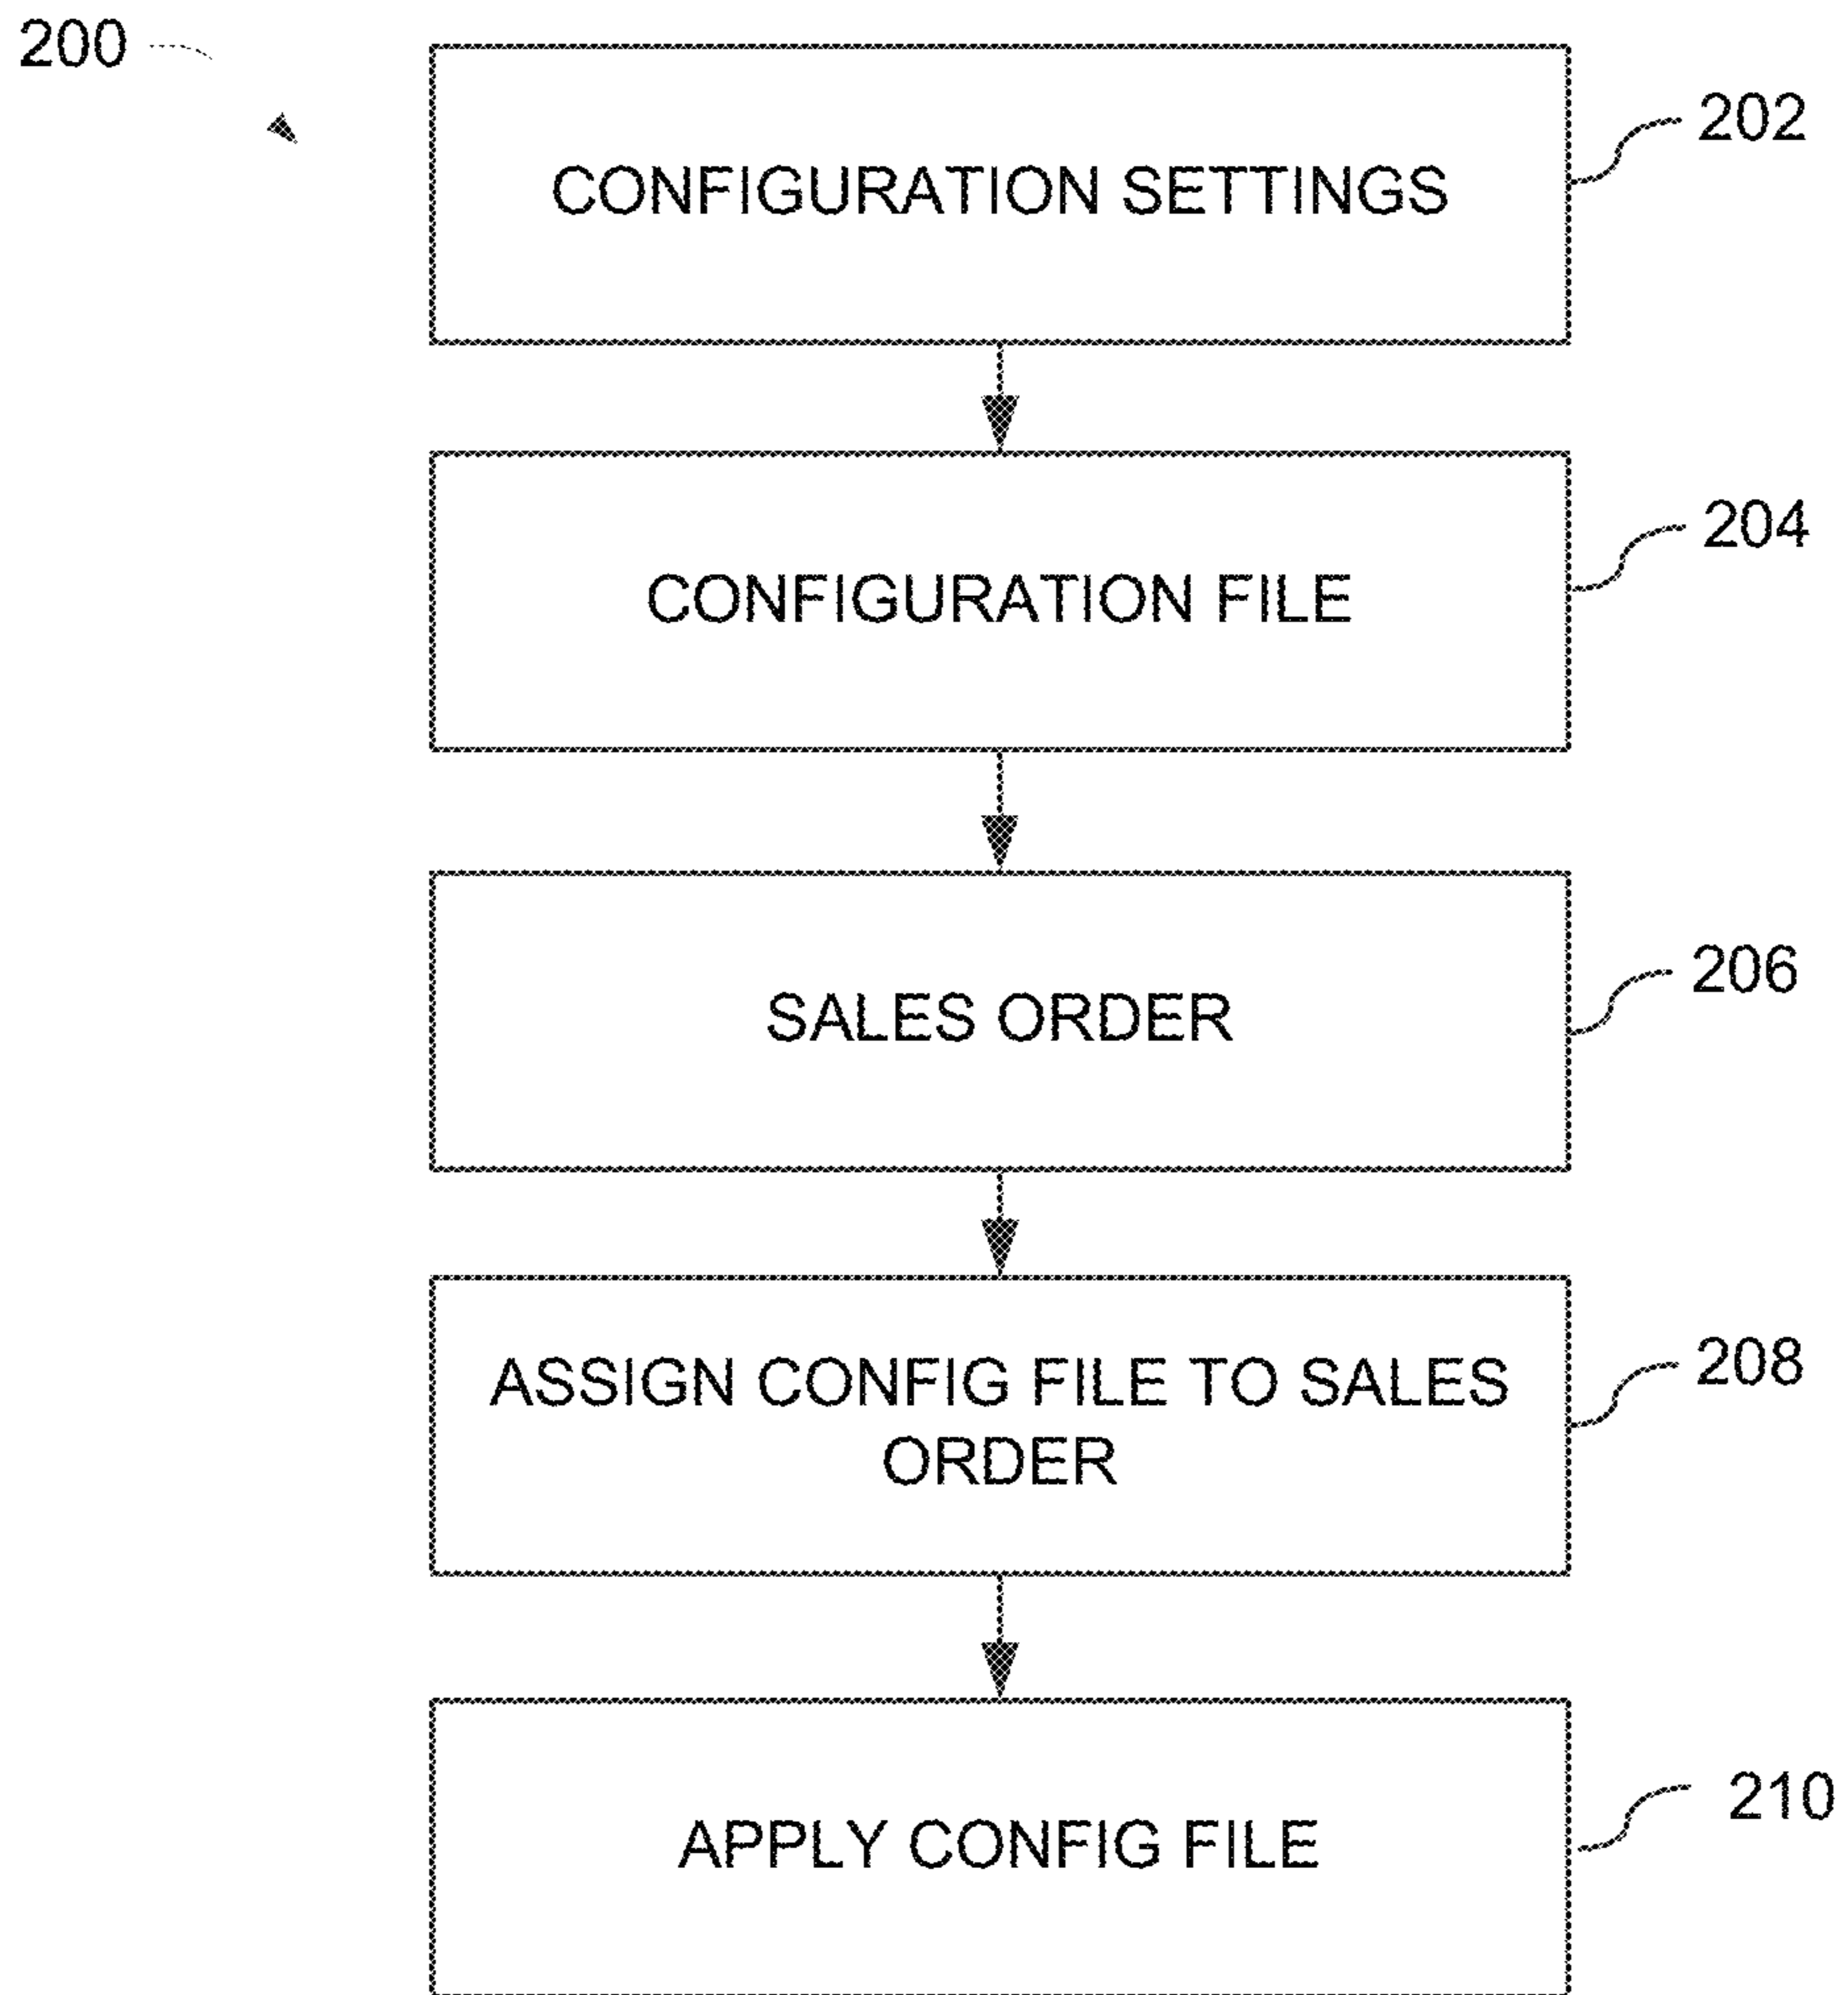 200
CONFIGURATION SETTINGS
202
CONFIGURATION FILE
204
SALES ORDER
206
ASSIGN CONFIG FILE TO SALES
ORDER
208
APPLY CONFIG FILE
210